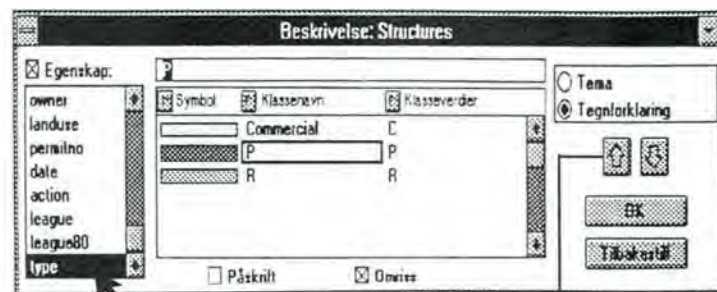 Beskrivelse: Structures
Egenskap:
P
owner
landuse
permitno
date
action
league
league80
type
Symbol Klassenavn Klasseverdier
Commercial C
P P
R R
Påskrift Omriss
Tema
Tegnforklaring
OK
Tilbakestill